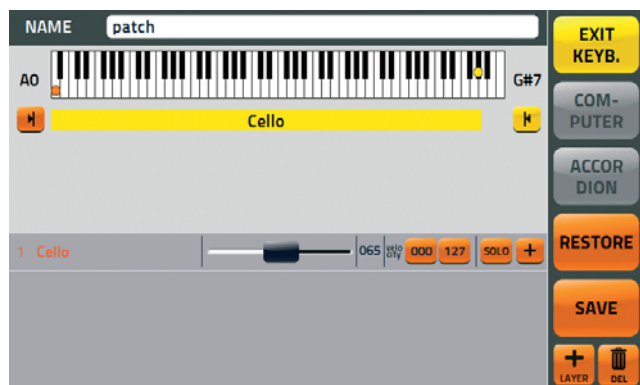 NAME patch
EXIT
KEYB.
A0
G#7
COM-
PUTER
Cello
ACCOR
DION
1 Cello
065 velo
city 000 127 SOLO +
RESTORE
SAVE
+
LAYER
DEL